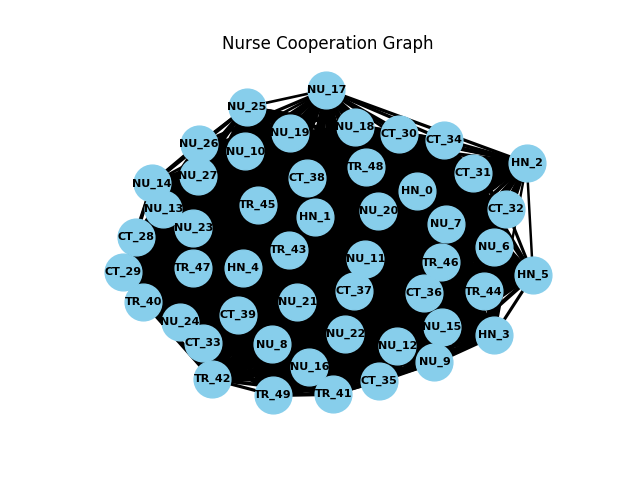 Nurse Cooperation Graph
NU_17
NU_25
NU_18
NU_19
CT_30
CT_34
NU_26
NU_10
HN_2
TR_48
CT_31
NU_27
CT_38
NU_14
HN_0
TR_45
NU_13
CT_32
NU_20
HN_1
NU_7
NU_23
CT_28
NU_6
TR_43
NU_11
TR_46
TR_47
HN_4
CT_29
HN_5
CT_37
TR_44
CT_36
TR_40
NU_21
CT_39
NU_24
NU_15
NU_22
HN_3
CT_33
NU_8
NU_12
NU_9
NU_16
TR_42
CT_35
TR_41
TR_49